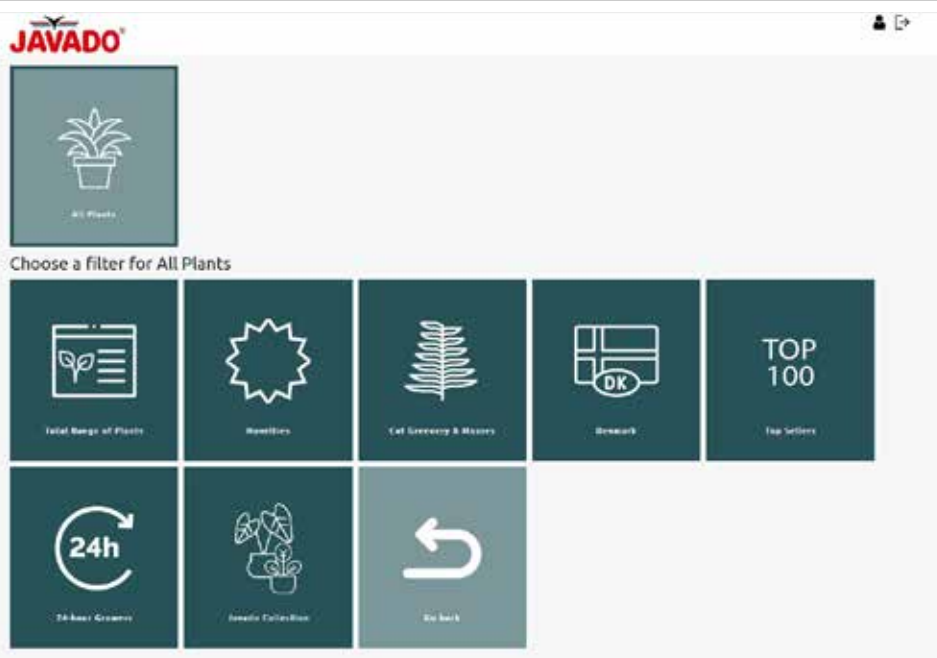 JAVADO®
All Plants
Choose a filter for All Plants
DK
TOP
100
Total Range of Plants
Novelties
Cut Greenery & Mosses
Denmark
Top Sellers
24h
24-hour Growers
Javado Collection
Go back